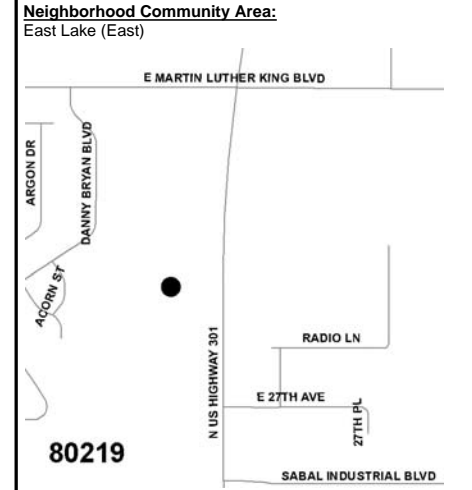 Neighborhood Community Area:
East Lake (East)
E MARTIN LUTHER KING BLVD
ARGON DR
DANNY BRYAN BLVD
ACORN ST
N US HIGHWAY 301
RADIO LN
E 27TH AVE
27TH PL
80219
SABAL INDUSTRIAL BLVD